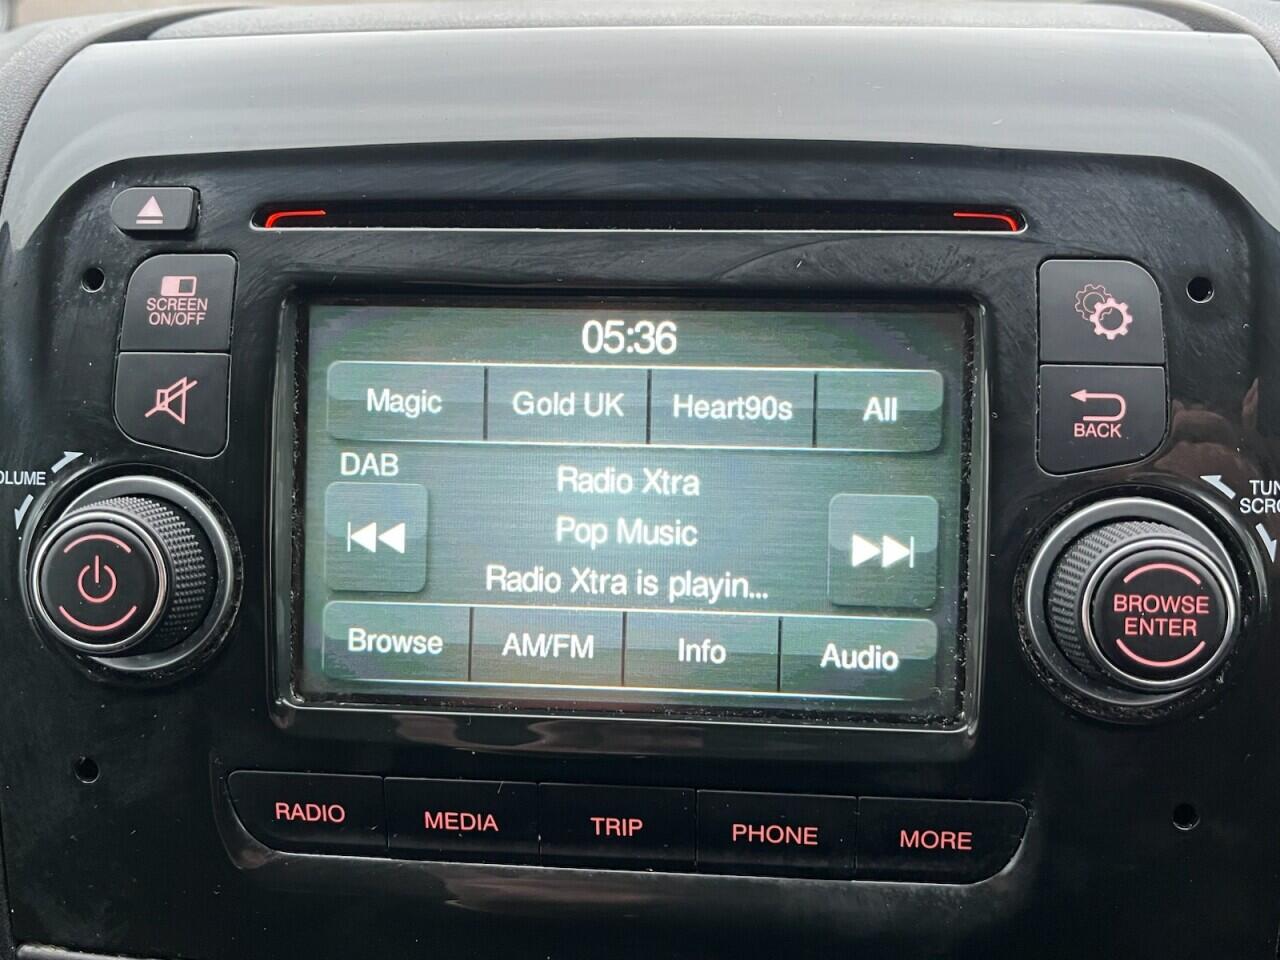 SCREEN
ON/OFF
05:36
Magic
Gold UK
Heart90s
All
BACK
DAB
Radio Xtra
Pop Music
Radio Xtra is playin...
Browse
AM/FM
Info
Audio
BROWSE
ENTER
RADIO
MEDIA
TRIP
PHONE
MORE